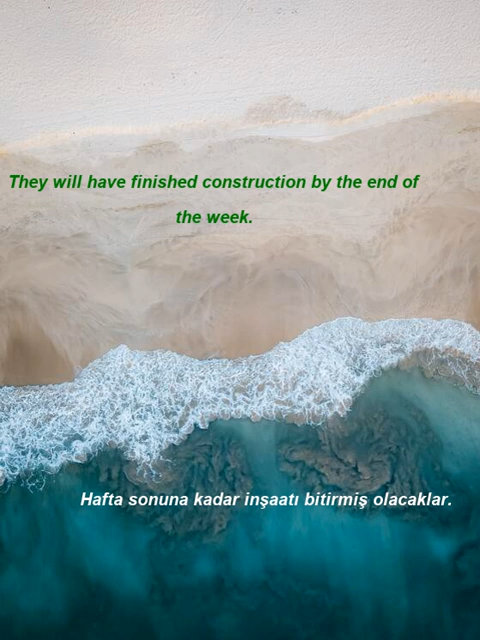 They will have finished construction by the end of
the week.
Hafta sonuna kadar inşaatı bitirmiş olacaklar.